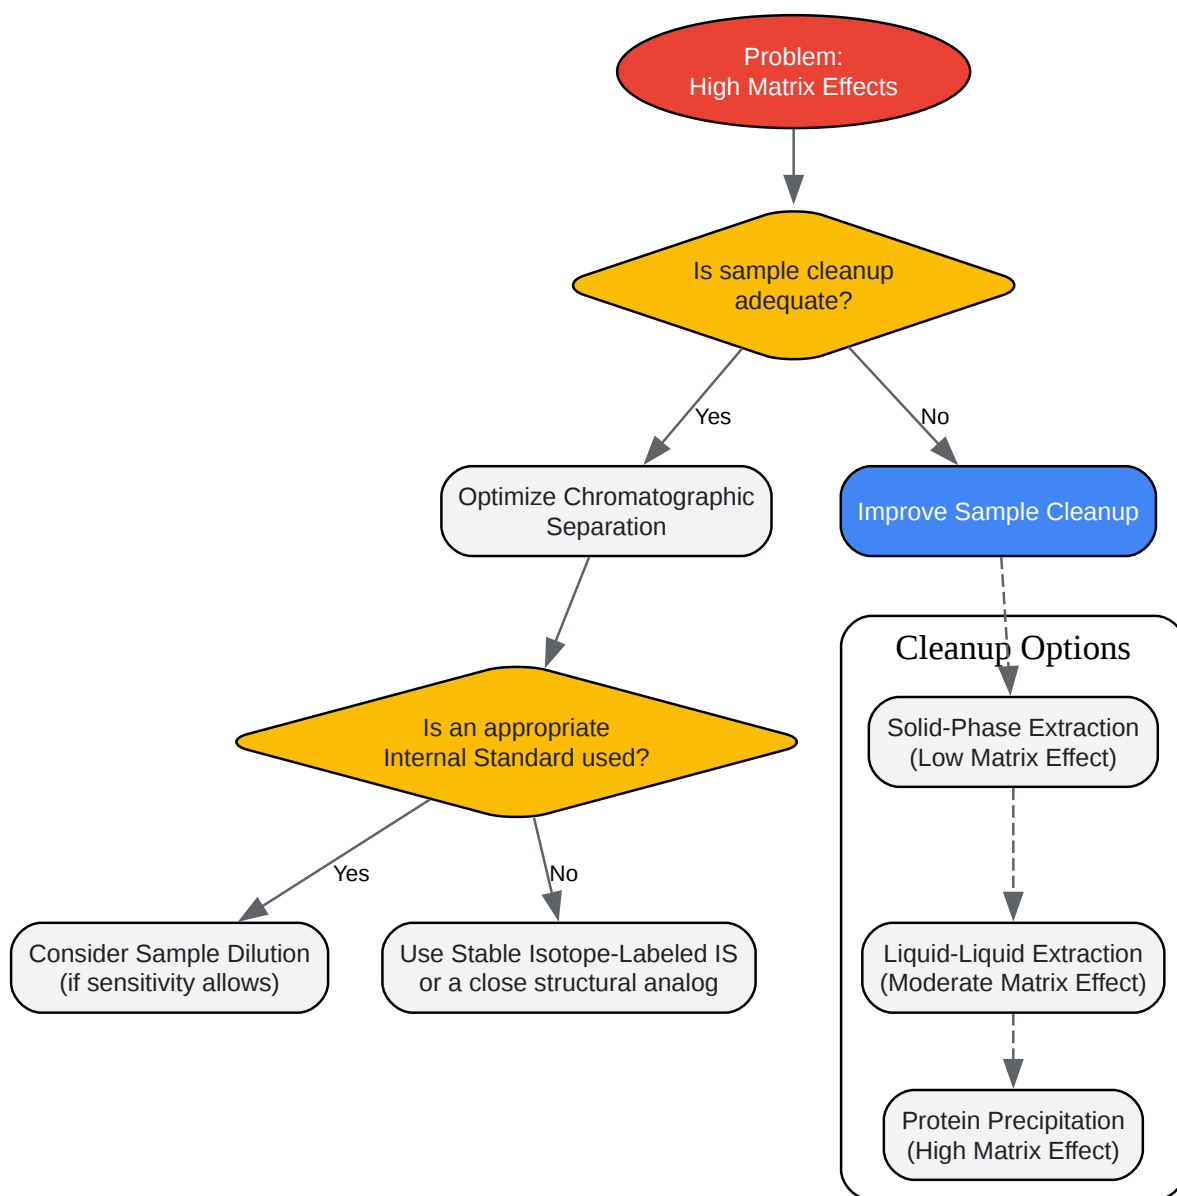 Problem:
High Matrix Effects
Is sample cleanup
adequate?
Yes
No
Optimize Chromatographic
Separation
Improve Sample Cleanup
Cleanup Options
Solid-Phase Extraction
(Low Matrix Effect)
Is an appropriate
Internal Standard used?
Yes
No
Consider Sample Dilution
(if sensitivity allows)
Use Stable Isotope-Labeled IS
or a close structural analog
Liquid-Liquid Extraction
(Moderate Matrix Effect)
Protein Precipitation
(High Matrix Effect)